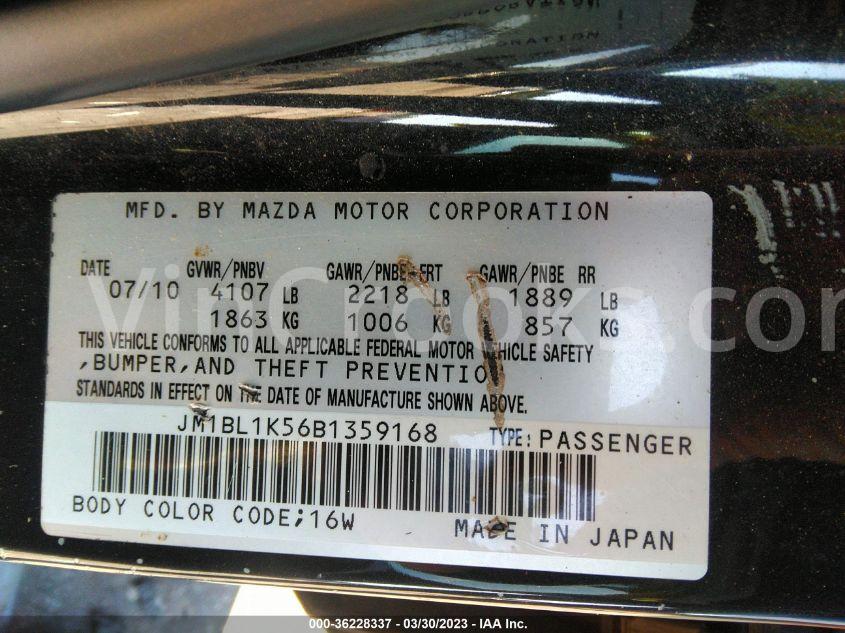 MFD. BY MAZDA MOTOR CORPORATION
DATE GVWR/PNBV GAWR/PNBE FRT GAWR/PNBE RR
07/10 4107 LB 2218 LB 1889 LB
1863 KG 1006 KG 857 KG
THIS VEHICLE CONFORMS TO ALL APPLICABLE FEDERAL MOTOR VEHICLE SAFETY
,BUMPER,AND THEFT PREVENTIO
STANDARDS IN EFFECT ON THE DATE OF MANUFACTURE SHOWN ABOVE.
JM1BL1K56B1359168 TYPE:PASSENGER
BODY COLOR CODE;16W
MADE IN JAPAN
000-36228337 - 03/30/2023 - IAA Inc.